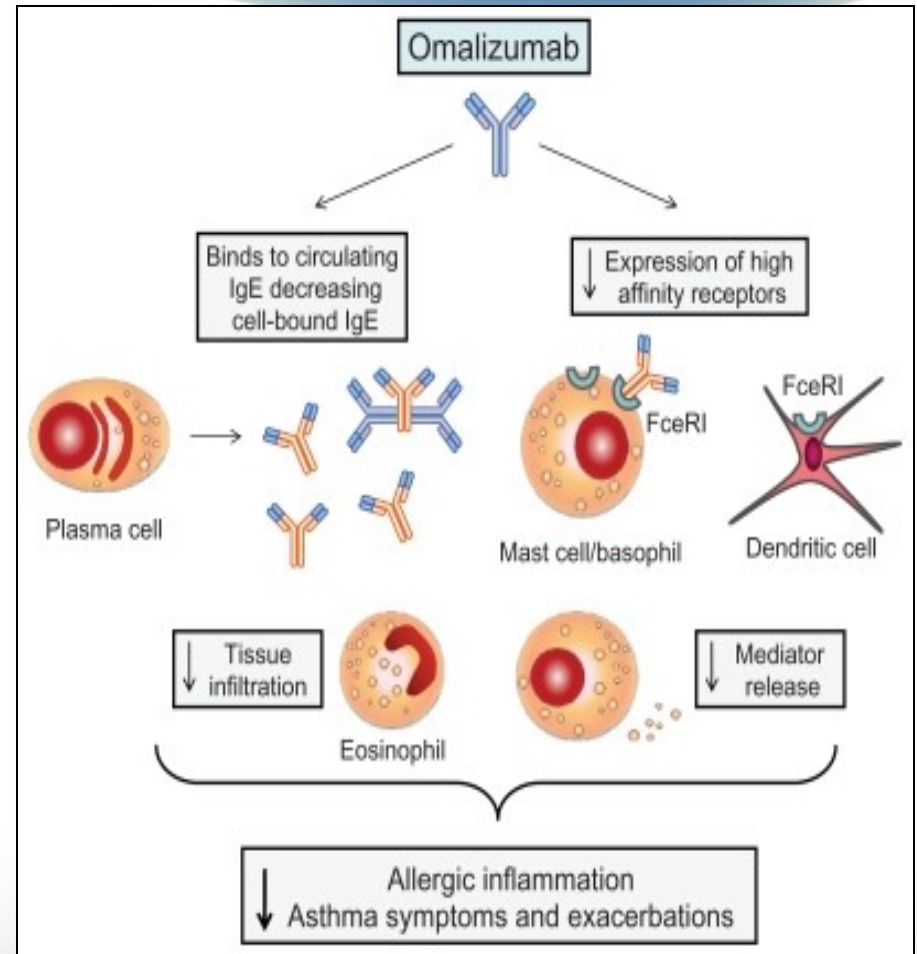 Omalizumab
Binds to circulating
IgE decreasing
cell-bound IgE
↓ Expression of high
affinity receptors
FceRI
FceRI
Plasma cell
Mast cell/basophil
Dendritic cell
↓ Tissue
infiltration
↓ Mediator
release
Eosinophil
↓ Allergic inflammation
Asthma symptoms and exacerbations